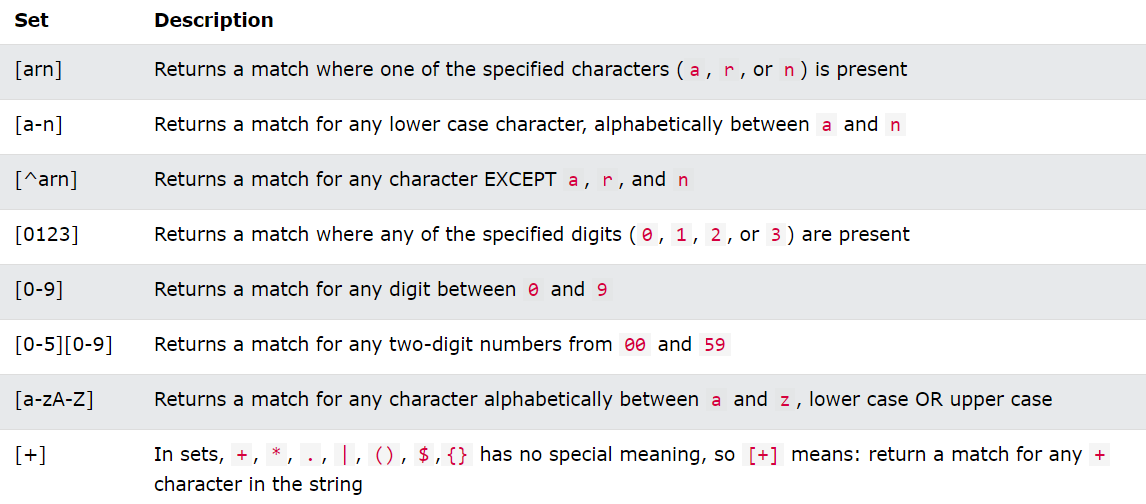 Set Description
[arn] Returns a match where one of the specified characters ( a , r , or n ) is present
[a-n] Returns a match for any lower case character, alphabetically between a and n
[^arn] Returns a match for any character EXCEPT a , r , and n
[0123] Returns a match where any of the specified digits ( 0 , 1 , 2 , or 3 ) are present
[0-9] Returns a match for any digit between 0 and 9
[0-5][0-9] Returns a match for any two-digit numbers from 00 and 59
[a-zA-Z] Returns a match for any character alphabetically between a and z , lower case OR upper case
[+] In sets, + , * , . , | , () , $ , {} has no special meaning, so [+] means: return a match for any +
character in the string